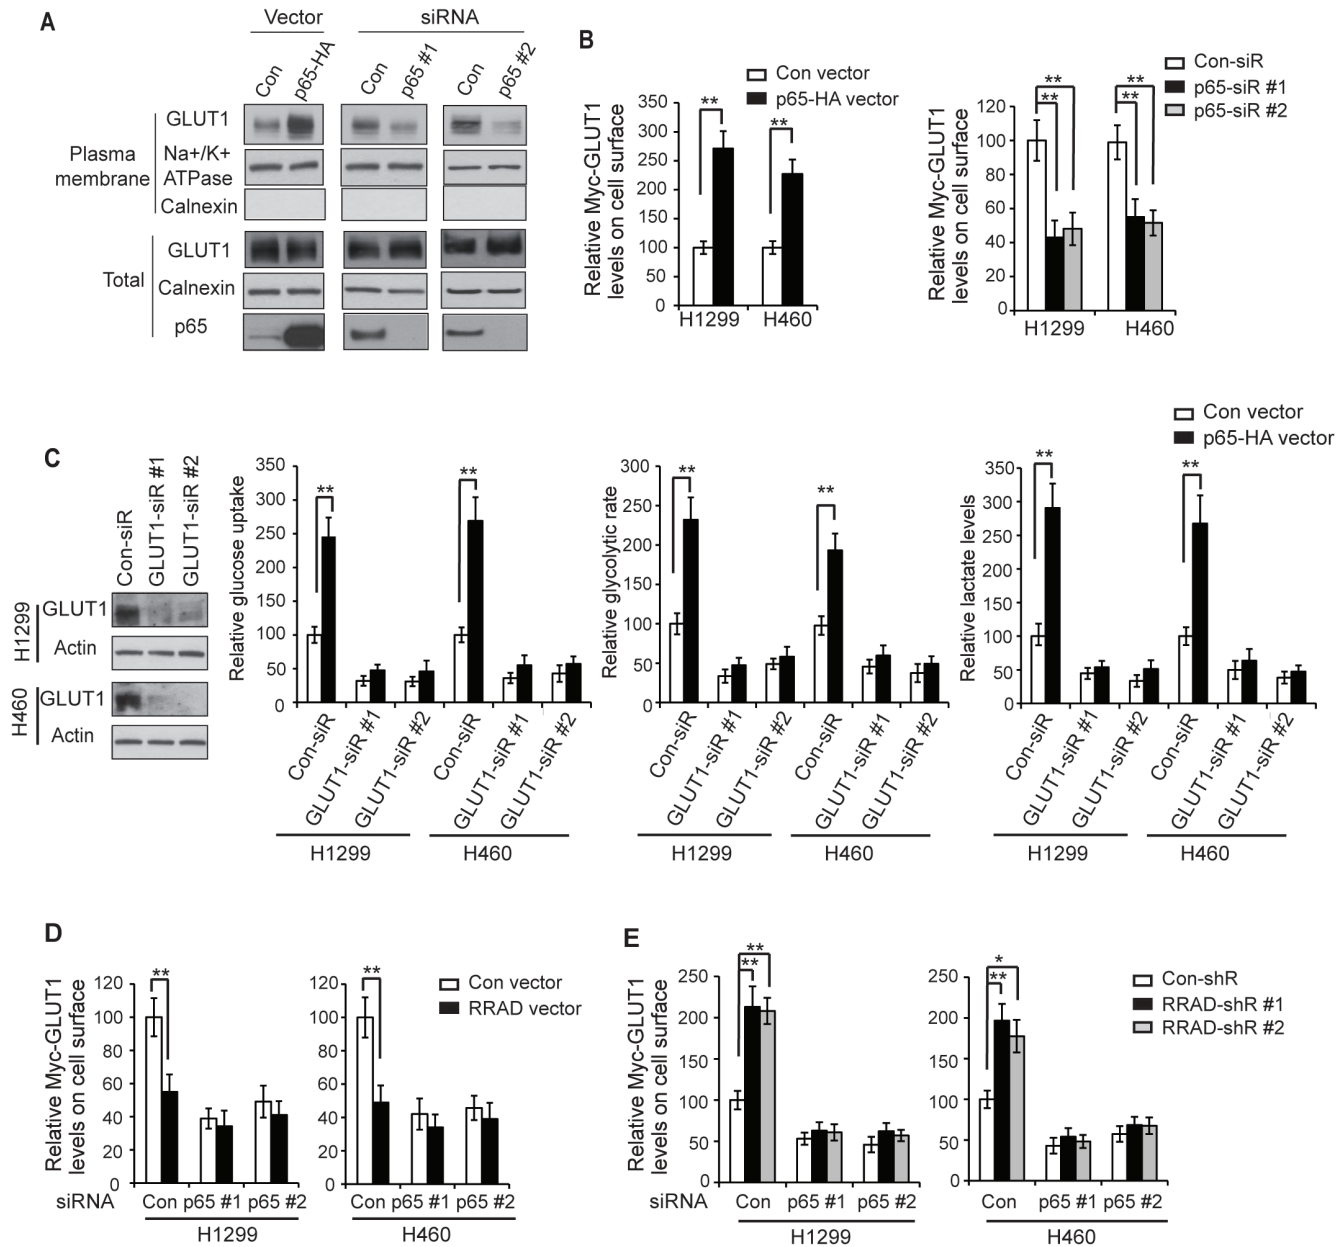 A
Vector
siRNA
Con
p65-HA
Con
p65 #1
Con
p65 #2
Plasma
membrane
GLUT1
Na+/K+
ATPase
Calnexin
Total
GLUT1
Calnexin
p65
B
Con vector
p65-HA vector
Relative Myc-GLUT1
levels on cell surface
350
300
250
200
150
100
50
0
**
**
H1299
H460
Con-siR
p65-siR #1
p65-siR #2
Relative Myc-GLUT1
levels on cell surface
120
100
80
60
40
20
0
**
**
**
**
H1299
H460
Con vector
p65-HA vector
C
Con-siR
GLUT1-siR #1
GLUT1-siR #2
H1299
GLUT1
Actin
H460
GLUT1
Actin
Relative glucose uptake
350
300
250
200
150
100
50
0
**
**
Con-siR
GLUT1-siR #1
GLUT1-siR #2
Con-siR
GLUT1-siR #1
GLUT1-siR #2
H1299
H460
Relative glycolytic rate
300
250
200
150
100
50
0
**
**
Con-siR
GLUT1-siR #1
GLUT1-siR #2
Con-siR
GLUT1-siR #1
GLUT1-siR #2
H1299
H460
Relative lactate levels
350
300
250
200
150
100
50
0
**
**
Con-siR
GLUT1-siR #1
GLUT1-siR #2
Con-siR
GLUT1-siR #1
GLUT1-siR #2
H1299
H460
D
Relative Myc-GLUT1
levels on cell surface
120
100
80
60
40
20
0
**
siRNA
Con p65 #1 p65 #2
H1299
120
100
80
60
40
20
0
**
Con p65 #1 p65 #2
H460
Con vector
RRAD vector
E
Relative Myc-GLUT1
levels on cell surface
250
200
150
100
50
0
**
**
siRNA
Con p65 #1 p65 #2
H1299
250
200
150
100
50
0
*
**
Con p65 #1 p65 #2
H460
Con-shR
RRAD-shR #1
RRAD-shR #2